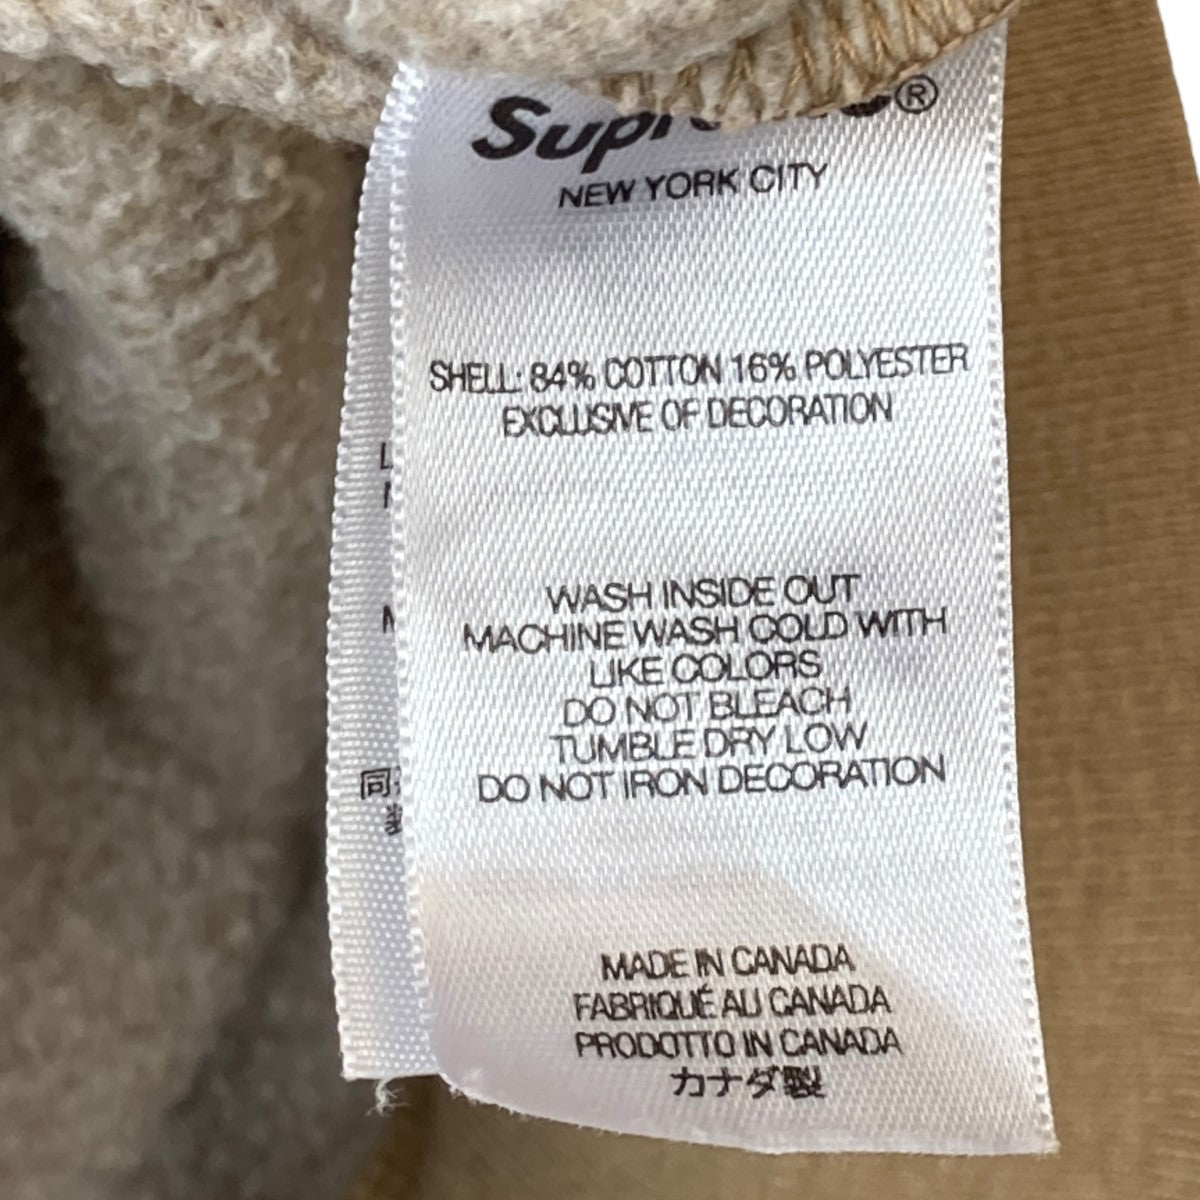 Supreme®
NEW YORK CITY
SHELL: 84% COTTON 16% POLYESTER
EXCLUSIVE OF DECORATION
WASH INSIDE OUT
MACHINE WASH COLD WITH
LIKE COLORS
DO NOT BLEACH
TUMBLE DRY LOW
DO NOT IRON DECORATION
MADE IN CANADA
FABRIQUÉ AU CANADA
PRODOTTO IN CANADA
カナダ製